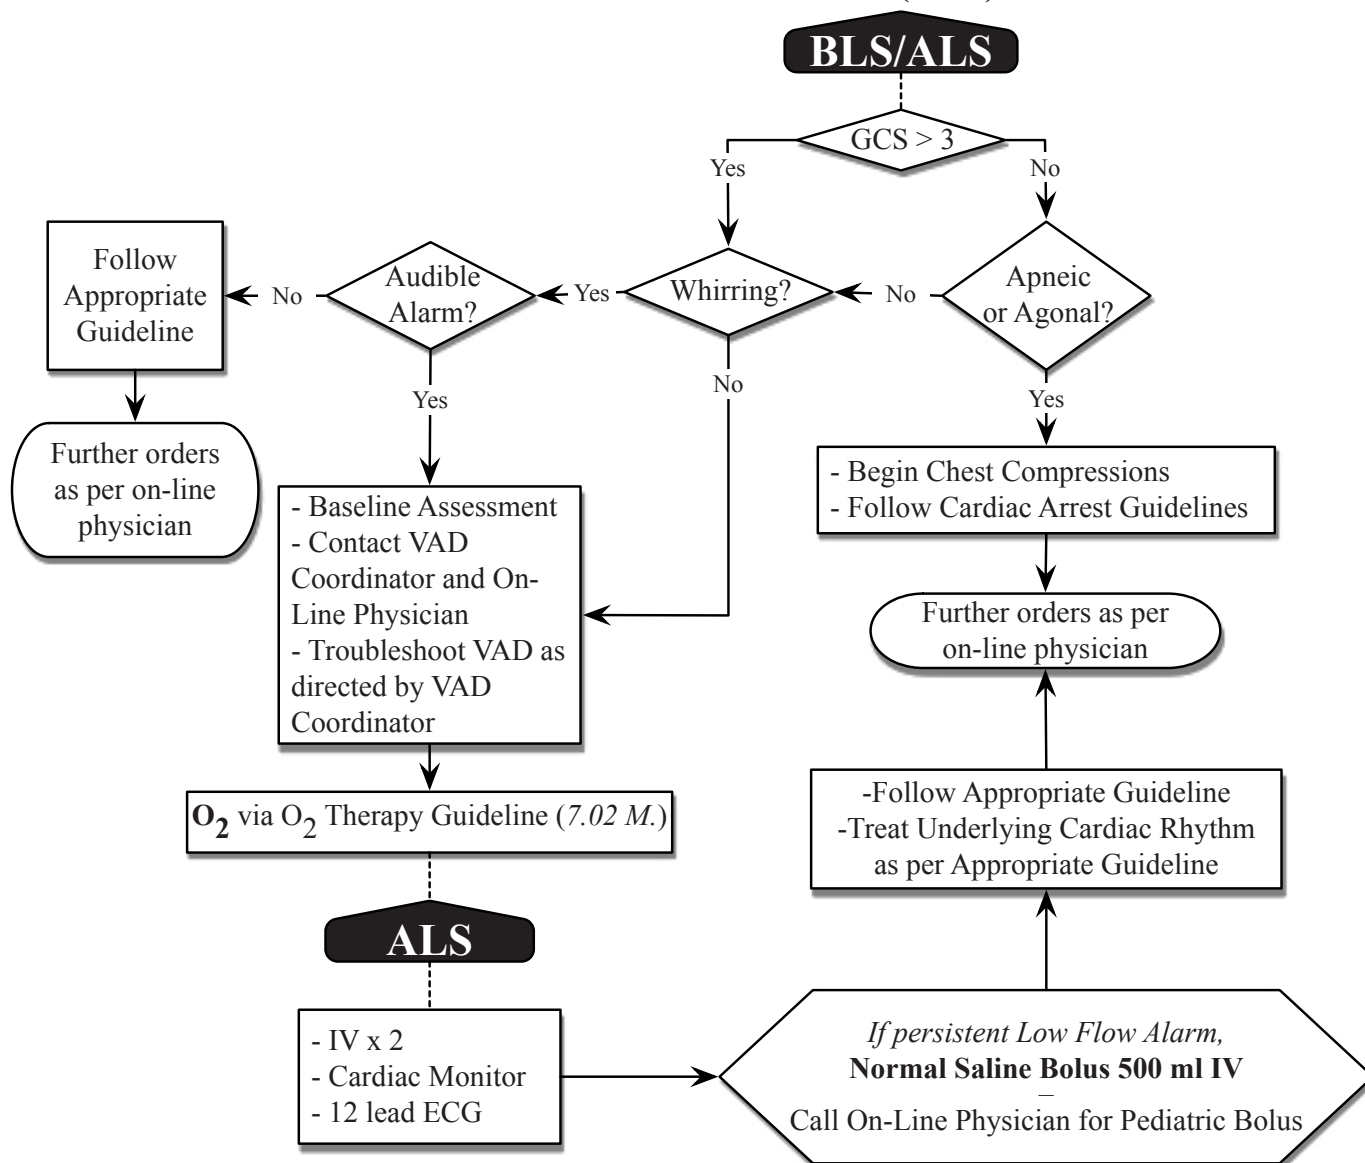 BLS/ALS
GCS > 3
Yes
No
Follow
Appropriate
Guideline
No
Audible
Alarm?
Yes
Whirring?
No
Apneic
or Agonal?
Yes
No
Yes
Further orders
as per on-line
physician
- Baseline Assessment
- Contact VAD
Coordinator and On-
Line Physician
- Troubleshoot VAD as
directed by VAD
Coordinator
- Begin Chest Compressions
- Follow Cardiac Arrest Guidelines
Further orders as per
on-line physician
O2 via O2 Therapy Guideline (7.02 M.)
-Follow Appropriate Guideline
-Treat Underlying Cardiac Rhythm
as per Appropriate Guideline
ALS
- IV x 2
- Cardiac Monitor
- 12 lead ECG
If persistent Low Flow Alarm,
Normal Saline Bolus 500 ml IV
–
Call On-Line Physician for Pediatric Bolus